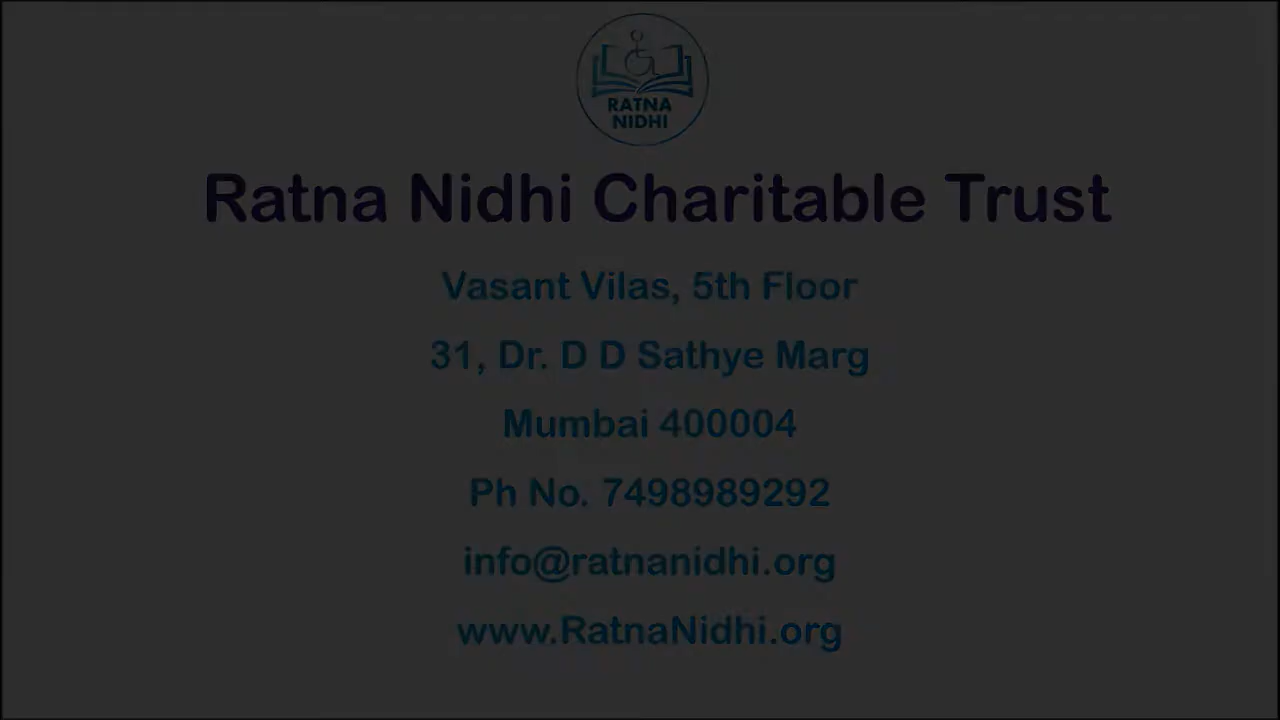 RATNA
NIDHI
Ratna Nidhi Charitable Trust
Vasant Vilas, 5th Floor
31, Dr. D D Sathye Marg
Mumbai 400004
Ph No. 7498989292
info@ratnanidhi.org
www.RatnaNidhi.org